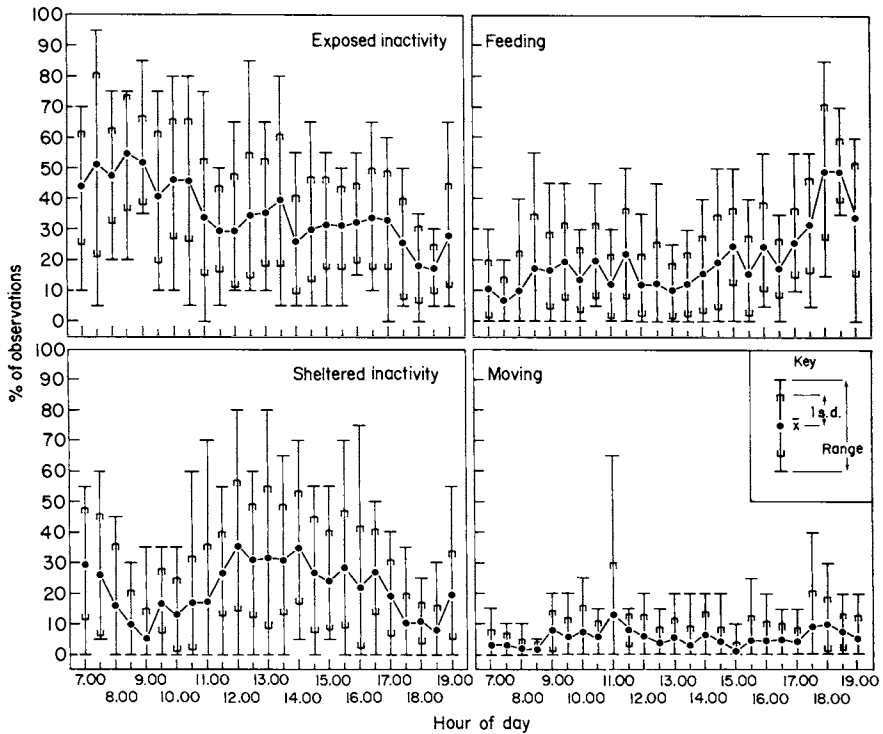 100
90
80
70
60
50
40
30
20
10
0
Exposed inactivity
Feeding
% of observations
100
90
80
70
60
50
40
30
20
10
0
Sheltered inactivity
Moving
Key
1 s.d.
x̄
Range
7.00 9.00 11.00 13.00 15.00 17.00 19.00 7.00 9.00 11.00 13.00 15.00 17.00 19.00
8.00 10.00 12.00 14.00 16.00 18.00 8.00 10.00 12.00 14.00 16.00 18.00
Hour of day